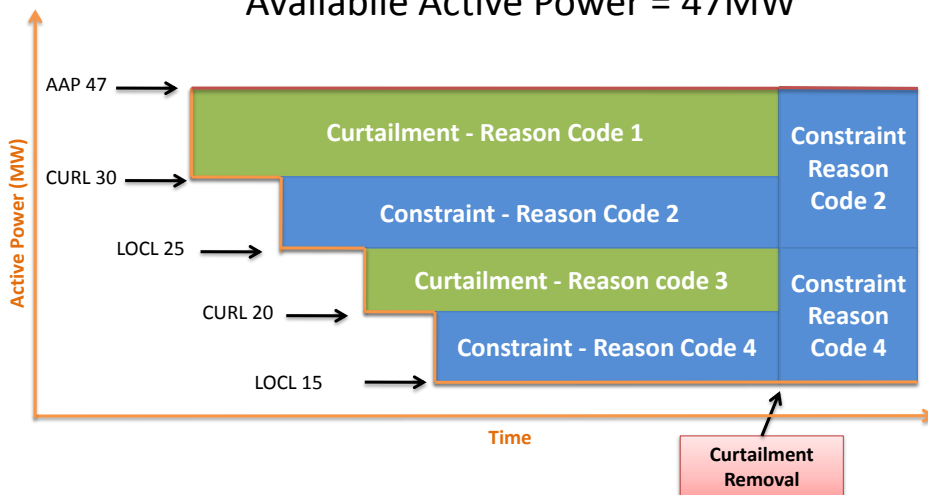 Availabile Active Power = 47MW
AAP 47
Curtailment - Reason Code 1
Constraint
Reason
Code 2
CURL 30
Constraint - Reason Code 2
LOCL 25
Curtailment - Reason code 3
Constraint
Reason
Code 4
CURL 20
Constraint - Reason Code 4
LOCL 15
Active Power (MW)
Time
Curtailment
Removal